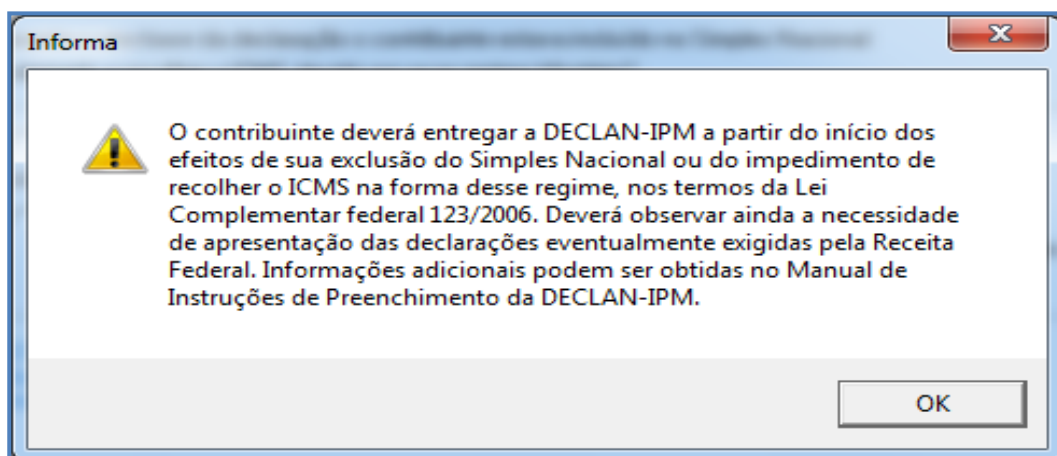 Informa
O contribuinte deverá entregar a DECLAN-IPM a partir do início dos
efeitos de sua exclusão do Simples Nacional ou do impedimento de
recolher o ICMS na forma desse regime, nos termos da Lei
Complementar federal 123/2006. Deverá observar ainda a necessidade
de apresentação das declarações eventualmente exigidas pela Receita
Federal. Informações adicionais podem ser obtidas no Manual de
Instruções de Preenchimento da DECLAN-IPM.
OK